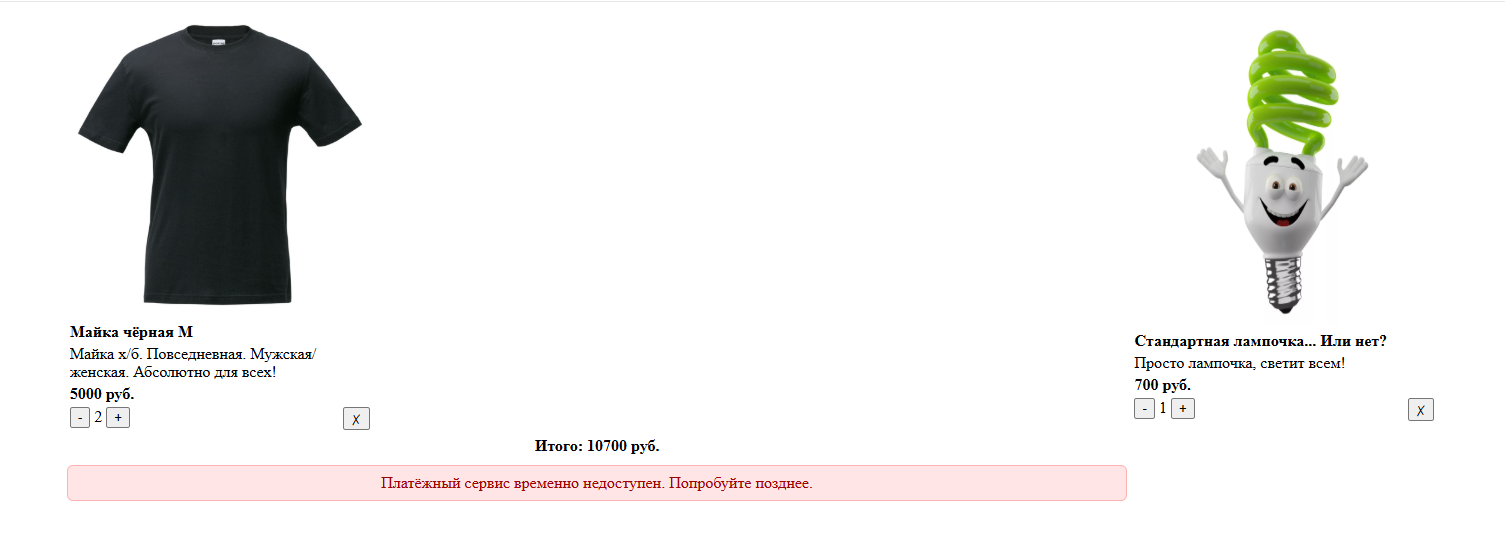 Майка чёрная М
Майка х/б. Повседневная. Мужская/
женская. Абсолютно для всех!
5000 руб.
- 2 + X
Стандартная лампочка... Или нет?
Просто лампочка, светит всем!
700 руб.
- 1 + X
Итого: 10700 руб.
Платёжный сервис временно недоступен. Попробуйте позднее.